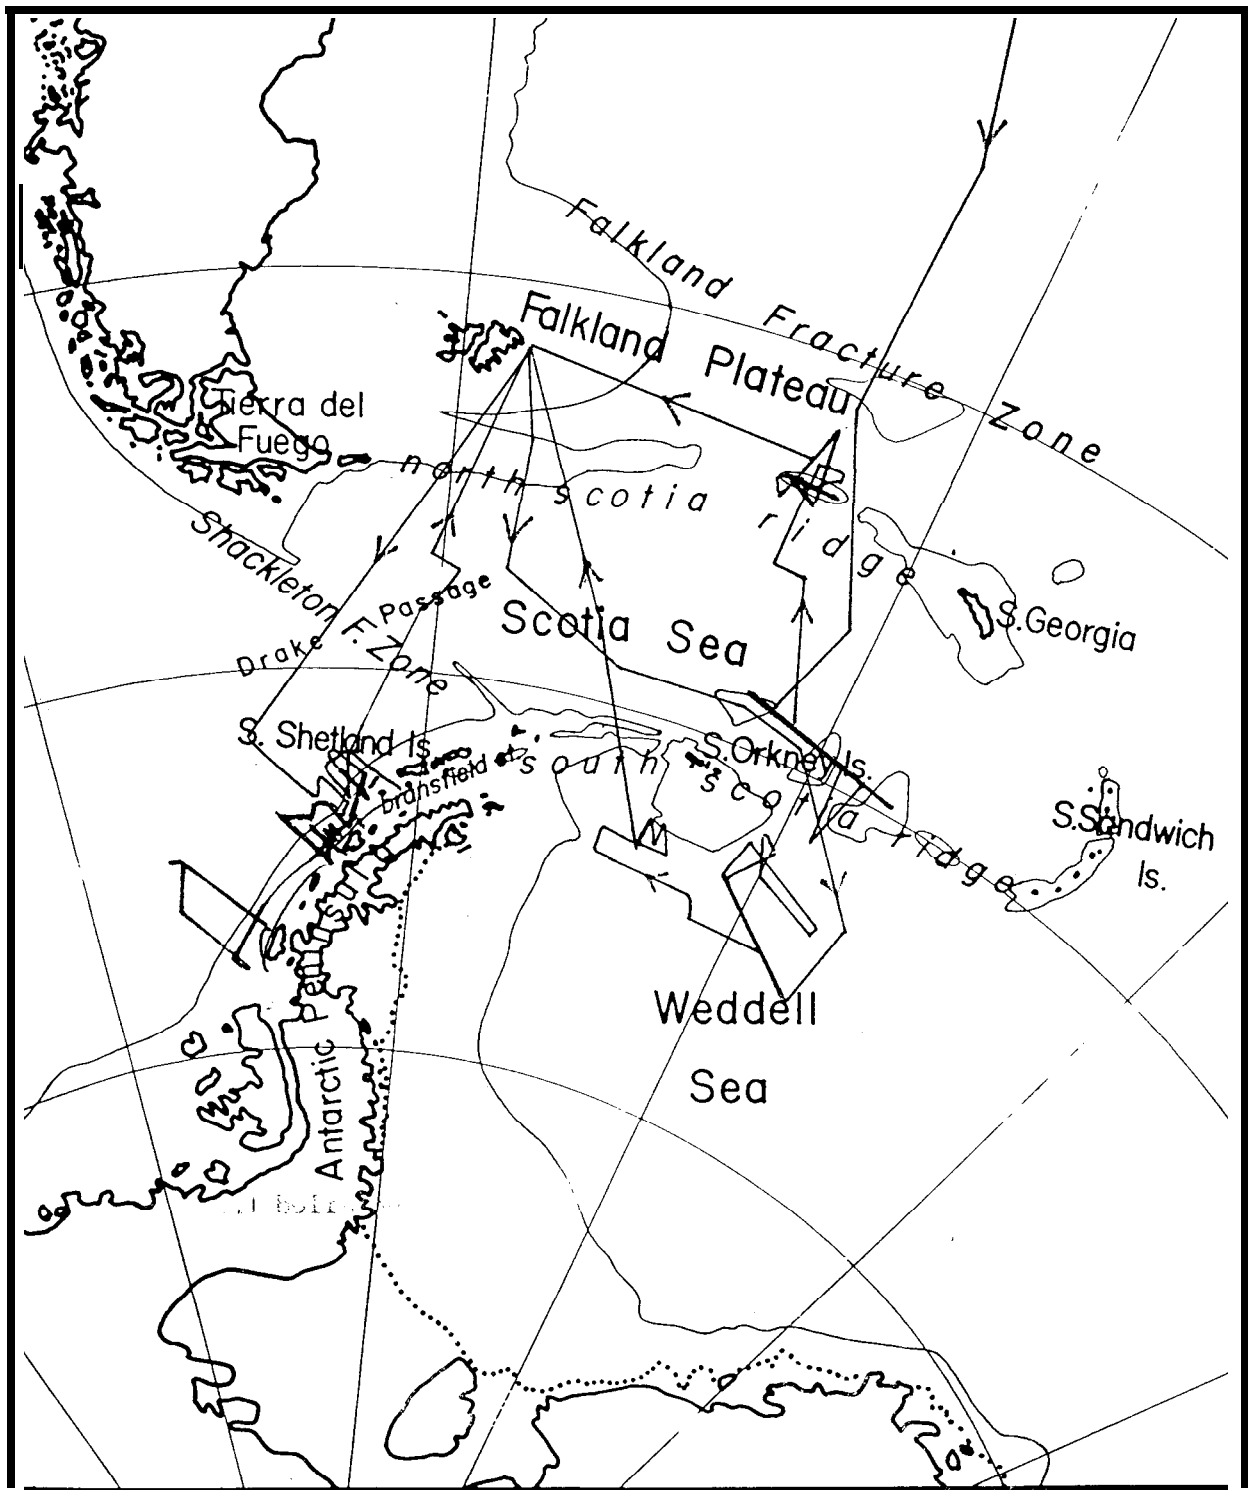 Falkland Fracture Zone
Falkland Plateau
Tierra del
Fuego
north scotia ridge
Shackleton F. Zone
Drake Passage
Scotia Sea
S. Georgia
S. Shetland Is.
bransfield st.
south scotia ridge
S. Orkney Is.
S. Sandwich
Is.
Antarctic Peninsula
Weddell
Sea